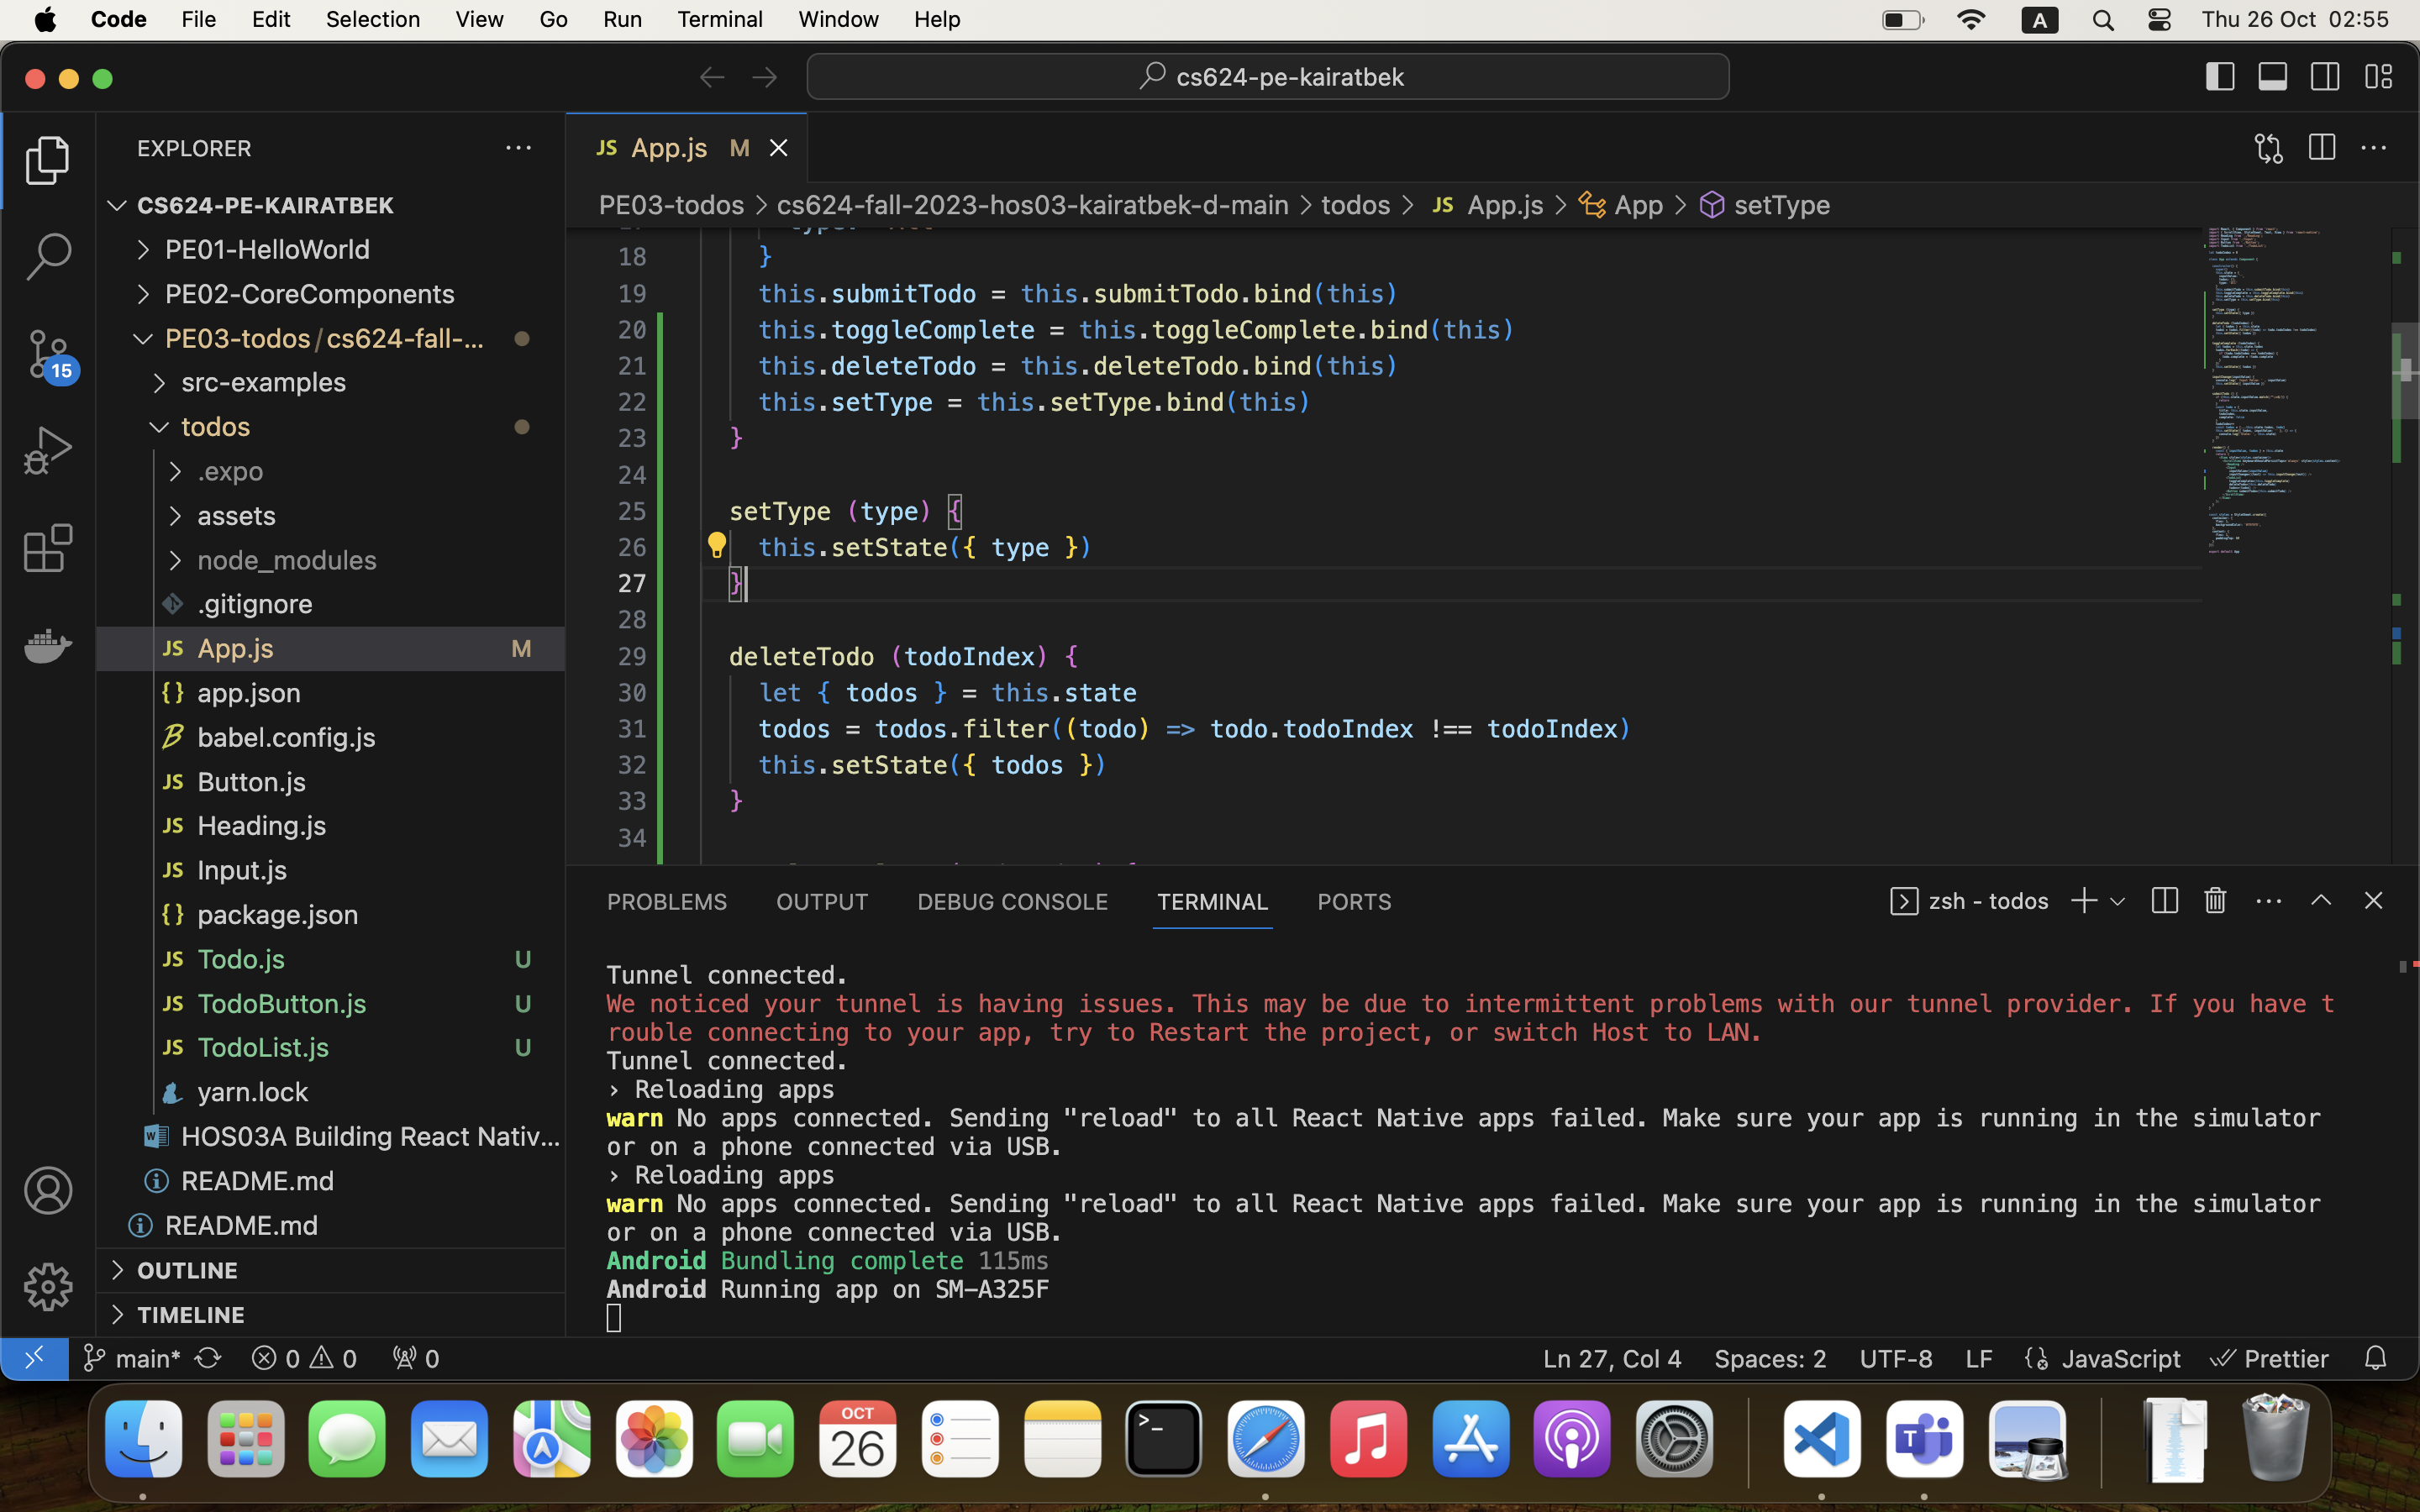 Code File Edit Selection View Go Run Terminal Window Help A Thu 26 Oct 02:55
cs624-pe-kairatbek
EXPLORER
CS624-PE-KAIRATBEK
PE01-HelloWorld
PE02-CoreComponents
PE03-todos/cs624-fall-...
src-examples
todos
.expo
assets
node_modules
.gitignore
JS App.js M
{} app.json
babel.config.js
JS Button.js
JS Heading.js
JS Input.js
{} package.json
JS Todo.js U
JS TodoButton.js U
JS TodoList.js U
yarn.lock
HOS03A Building React Nativ...
README.md
README.md
OUTLINE
TIMELINE
15
JS App.js M
PE03-todos > cs624-fall-2023-hos03-kairatbek-d-main > todos > JS App.js > App > setType
18 }
19 this.submitTodo = this.submitTodo.bind(this)
20 this.toggleComplete = this.toggleComplete.bind(this)
21 this.deleteTodo = this.deleteTodo.bind(this)
22 this.setType = this.setType.bind(this)
23 }
24
25 setType (type) {
26 this.setState({ type })
27 }
28
29 deleteTodo (todoIndex) {
30 let { todos } = this.state
31 todos = todos.filter((todo) => todo.todoIndex !== todoIndex)
32 this.setState({ todos })
33 }
34
PROBLEMS OUTPUT DEBUG CONSOLE TERMINAL PORTS
zsh - todos
Tunnel connected.
We noticed your tunnel is having issues. This may be due to intermittent problems with our tunnel provider. If you have t
rouble connecting to your app, try to Restart the project, or switch Host to LAN.
Tunnel connected.
› Reloading apps
warn No apps connected. Sending "reload" to all React Native apps failed. Make sure your app is running in the simulator
or on a phone connected via USB.
› Reloading apps
warn No apps connected. Sending "reload" to all React Native apps failed. Make sure your app is running in the simulator
or on a phone connected via USB.
Android Bundling complete 115ms
Android Running app on SM-A325F
main* 0 0 0 Ln 27, Col 4 Spaces: 2 UTF-8 LF JavaScript Prettier
OCT
26